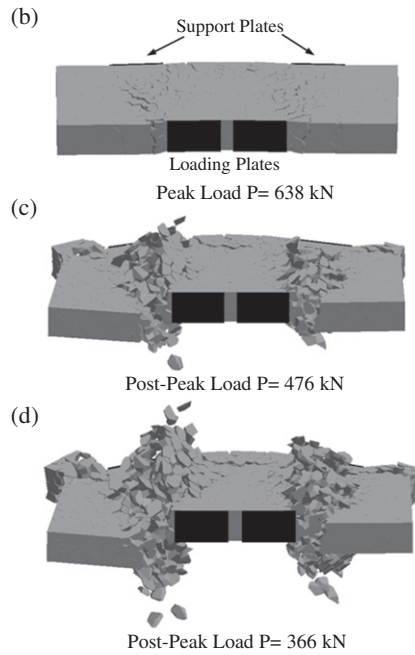 (b)
Support Plates
Loading Plates
Peak Load P= 638 kN
(c)
Post-Peak Load P= 476 kN
(d)
Post-Peak Load P= 366 kN